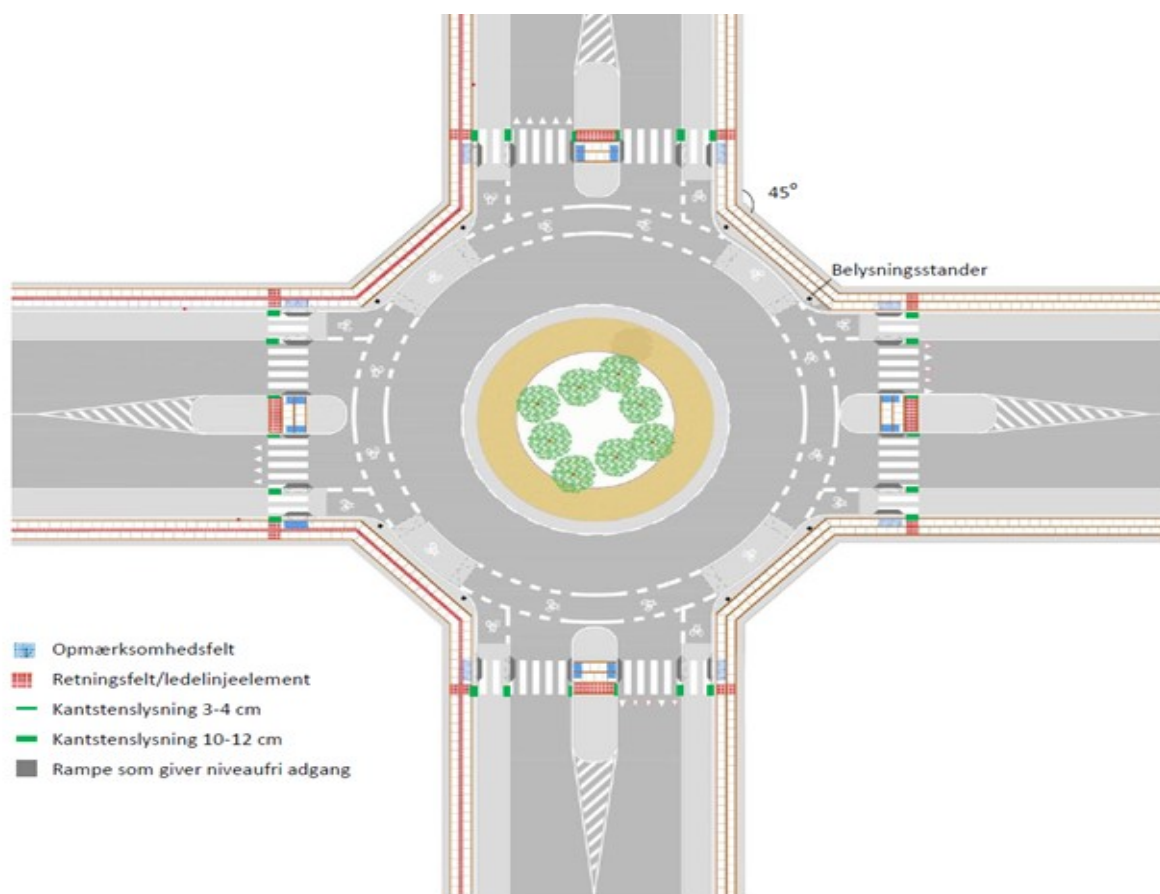 45°
Belysningsstander
Opmærksomhedsfelt
Retningsfelt/ledelinjeelement
Kantstenslysning 3-4 cm
Kantstenslysning 10-12 cm
Rampe som giver niveaufri adgang